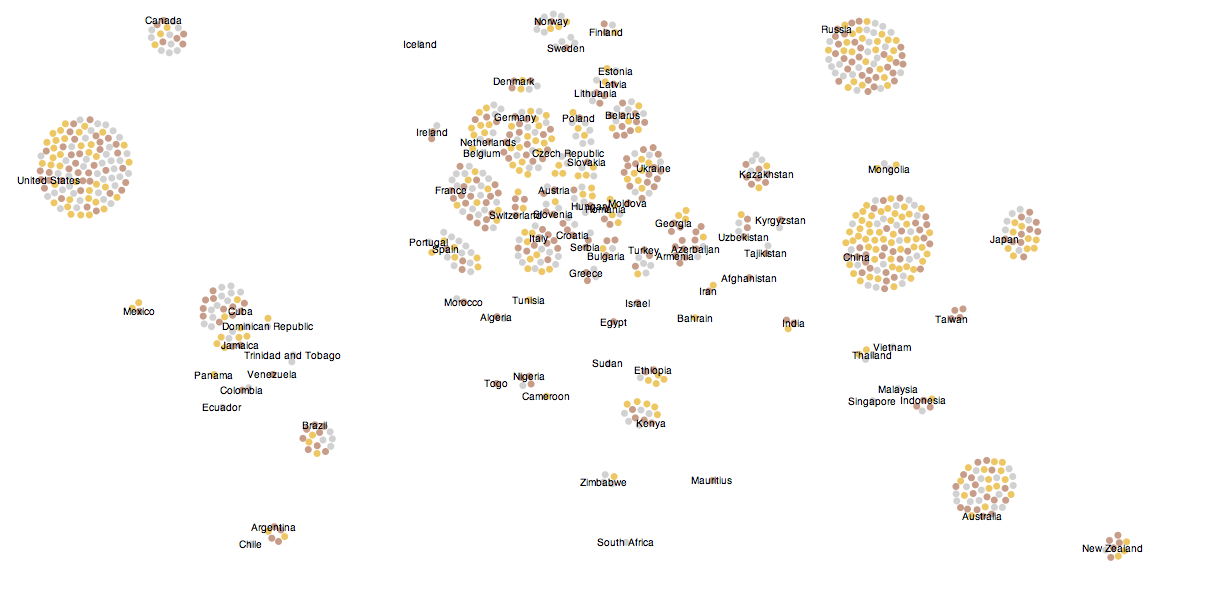 Canada
Norway
Finland
Russia
Iceland
Sweden
Estonia
Denmark
Latvia
Lithuania
Germany
Poland
Belarus
Ireland
Netherlands
Belgium
Czech Republic
Slovakia
Ukraine
Kazakhstan
Mongolia
United States
France
Austria
Hungary
Moldova
Romania
Switzerland
Slovenia
Georgia
Kyrgyzstan
Uzbekistan
Japan
Portugal
Spain
Italy
Croatia
Serbia
Bulgaria
Turkey
Armenia
Azerbaijan
Tajikistan
China
Greece
Afghanistan
Iran
Morocco
Tunisia
Israel
Mexico
Cuba
Dominican Republic
Algeria
Egypt
Bahrain
India
Taiwan
Jamaica
Trinidad and Tobago
Vietnam
Thailand
Sudan
Ethiopia
Panama
Venezuela
Togo
Nigeria
Colombia
Cameroon
Malaysia
Singapore
Indonesia
Ecuador
Brazil
Kenya
Zimbabwe
Mauritius
Australia
Argentina
Chile
South Africa
New Zealand